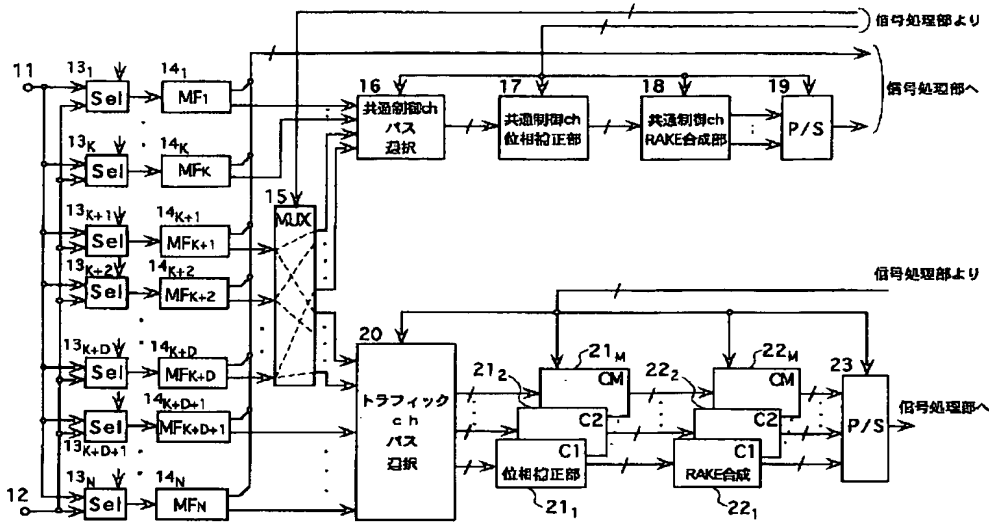 信号処理部より
11
13₁
Sel
14₁
MF₁
16
共通制御ch
パス
選択
17
共通制御ch
位相補正部
18
共通制御ch
RAKE合成部
19
P/S
信号処理部へ
13K
Sel
14K
MFK
15
MUX
13K+1
Sel
14K+1
MFK+1
13K+2
Sel
14K+2
MFK+2
信号処理部より
13K+D
Sel
14K+D
MFK+D
20
トラフィック
ch
パス
選択
21M
CM
22M
CM
23
P/S
信号処理部へ
21₂
C2
22₂
C2
C1
位相補正部
21₁
C1
RAKE合成
22₁
13K+D+1
Sel
14K+D+1
MFK+D+1
12
13N
Sel
14N
MFN